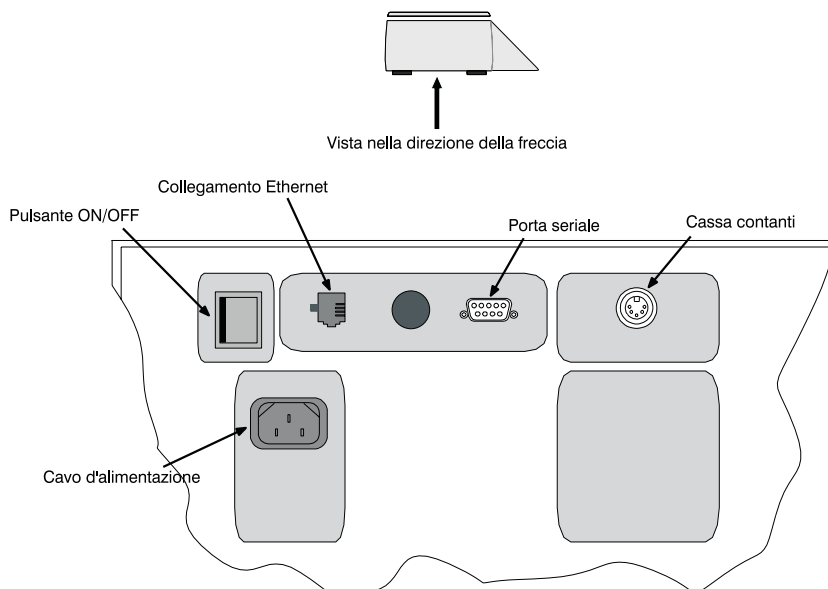 Vista nella direzione della freccia
Collegamento Ethernet
Pulsante ON/OFF
Porta seriale
Cassa contanti
Cavo d'alimentazione